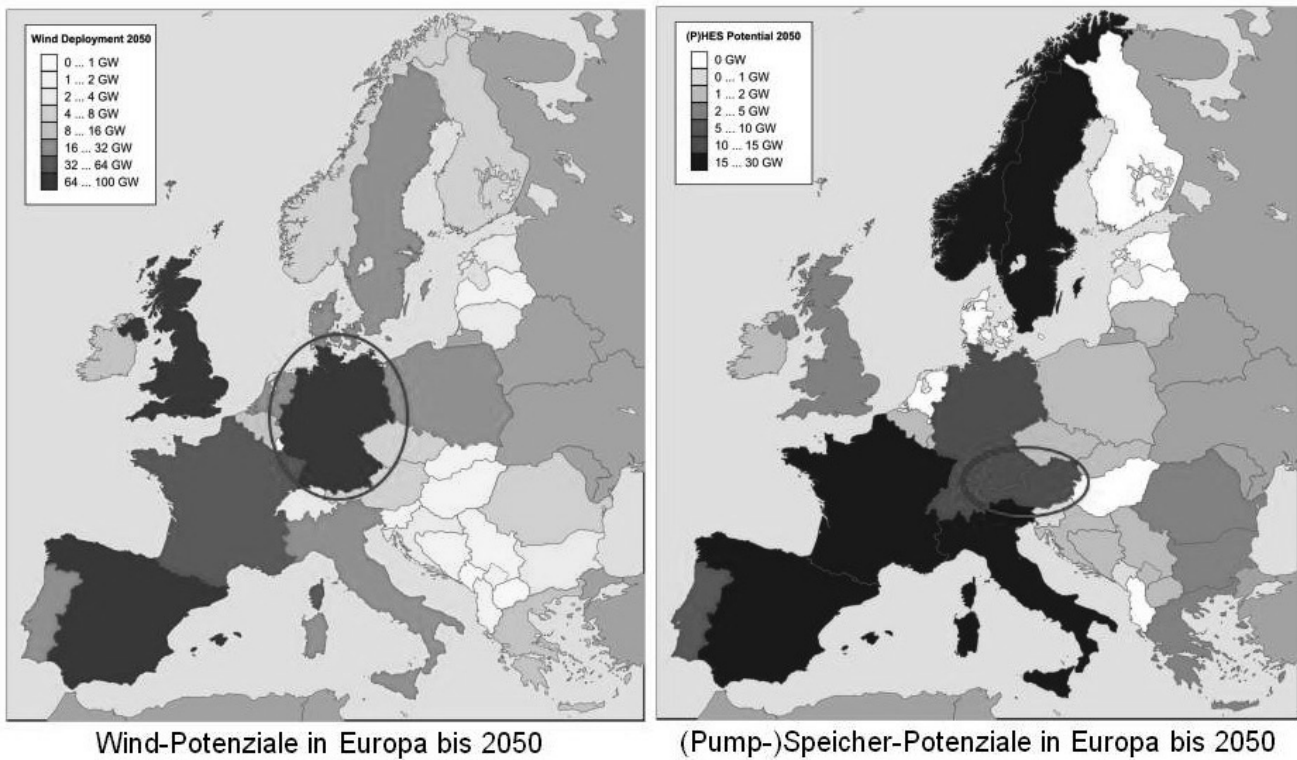 Wind Deployment 2050
0 ... 1 GW
1 ... 2 GW
2 ... 4 GW
4 ... 8 GW
8 ... 16 GW
16 ... 32 GW
32 ... 64 GW
64 ... 100 GW
(P)HES Potential 2050
0 GW
0 ... 1 GW
1 ... 2 GW
2 ... 5 GW
5 ... 10 GW
10 ... 15 GW
15 ... 30 GW
Wind-Potenziale in Europa bis 2050
(Pump-)Speicher-Potenziale in Europa bis 2050